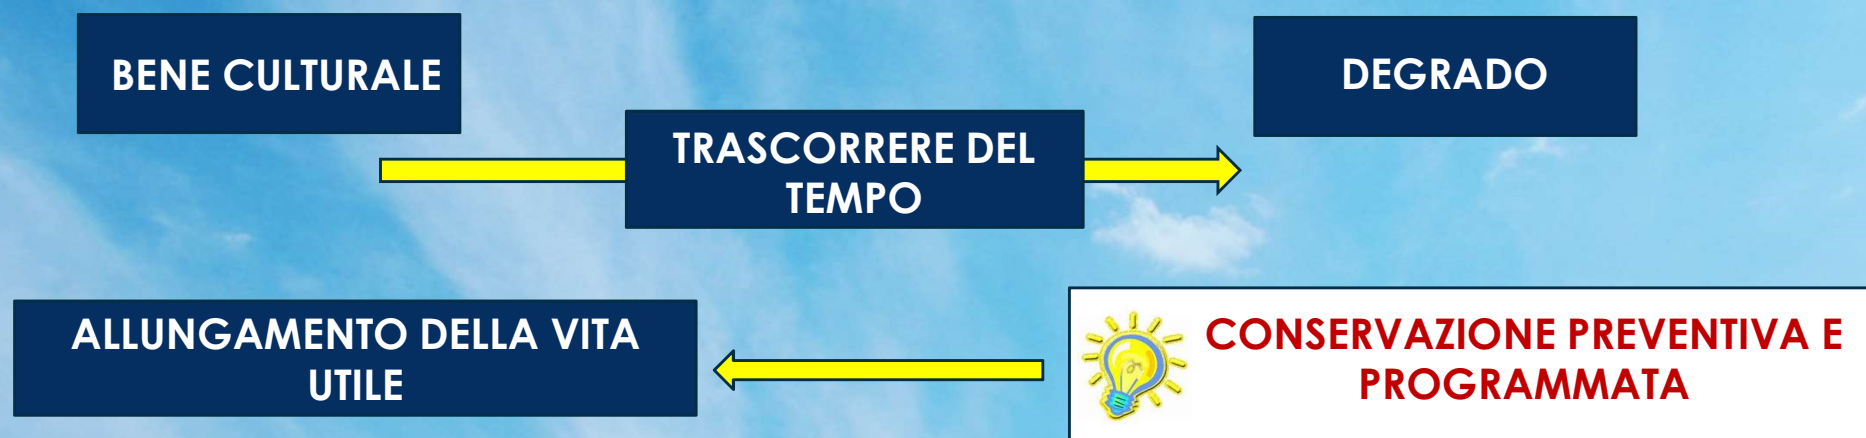 BENE CULTURALE
DEGRADO
TRASCORRERE DEL
TEMPO
ALLUNGAMENTO DELLA VITA
UTILE
CONSERVAZIONE PREVENTIVA E
PROGRAMMATA